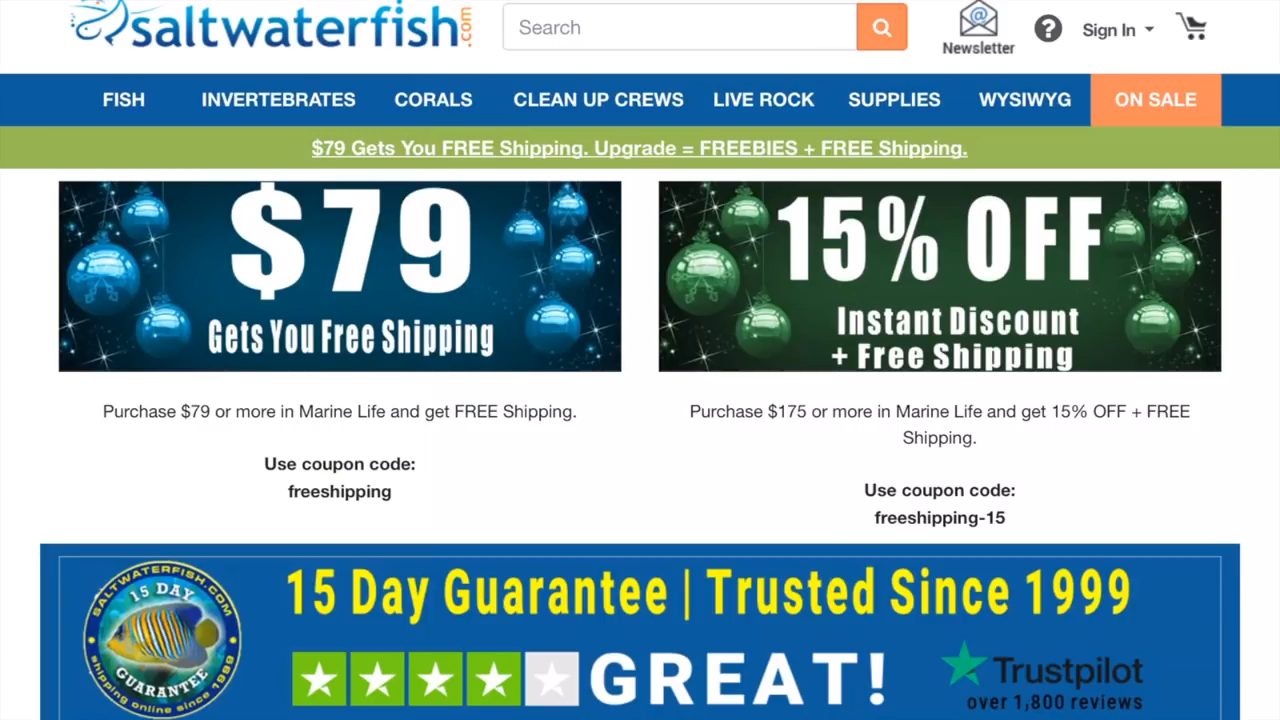 saltwaterfish.com
Search
Newsletter
?
Sign In
FISH INVERTEBRATES CORALS CLEAN UP CREWS LIVE ROCK SUPPLIES WYSIWYG ON SALE
$79 Gets You FREE Shipping. Upgrade = FREEBIES + FREE Shipping.
$79
Gets You Free Shipping
Purchase $79 or more in Marine Life and get FREE Shipping.
Use coupon code:
freeshipping
15% OFF
Instant Discount
+ Free Shipping
Purchase $175 or more in Marine Life and get 15% OFF + FREE
Shipping.
Use coupon code:
freeshipping-15
SALTWATERFISH.COM
15 DAY
GUARANTEE
shipping online since 1999
15 Day Guarantee | Trusted Since 1999
GREAT!
Trustpilot
over 1,800 reviews